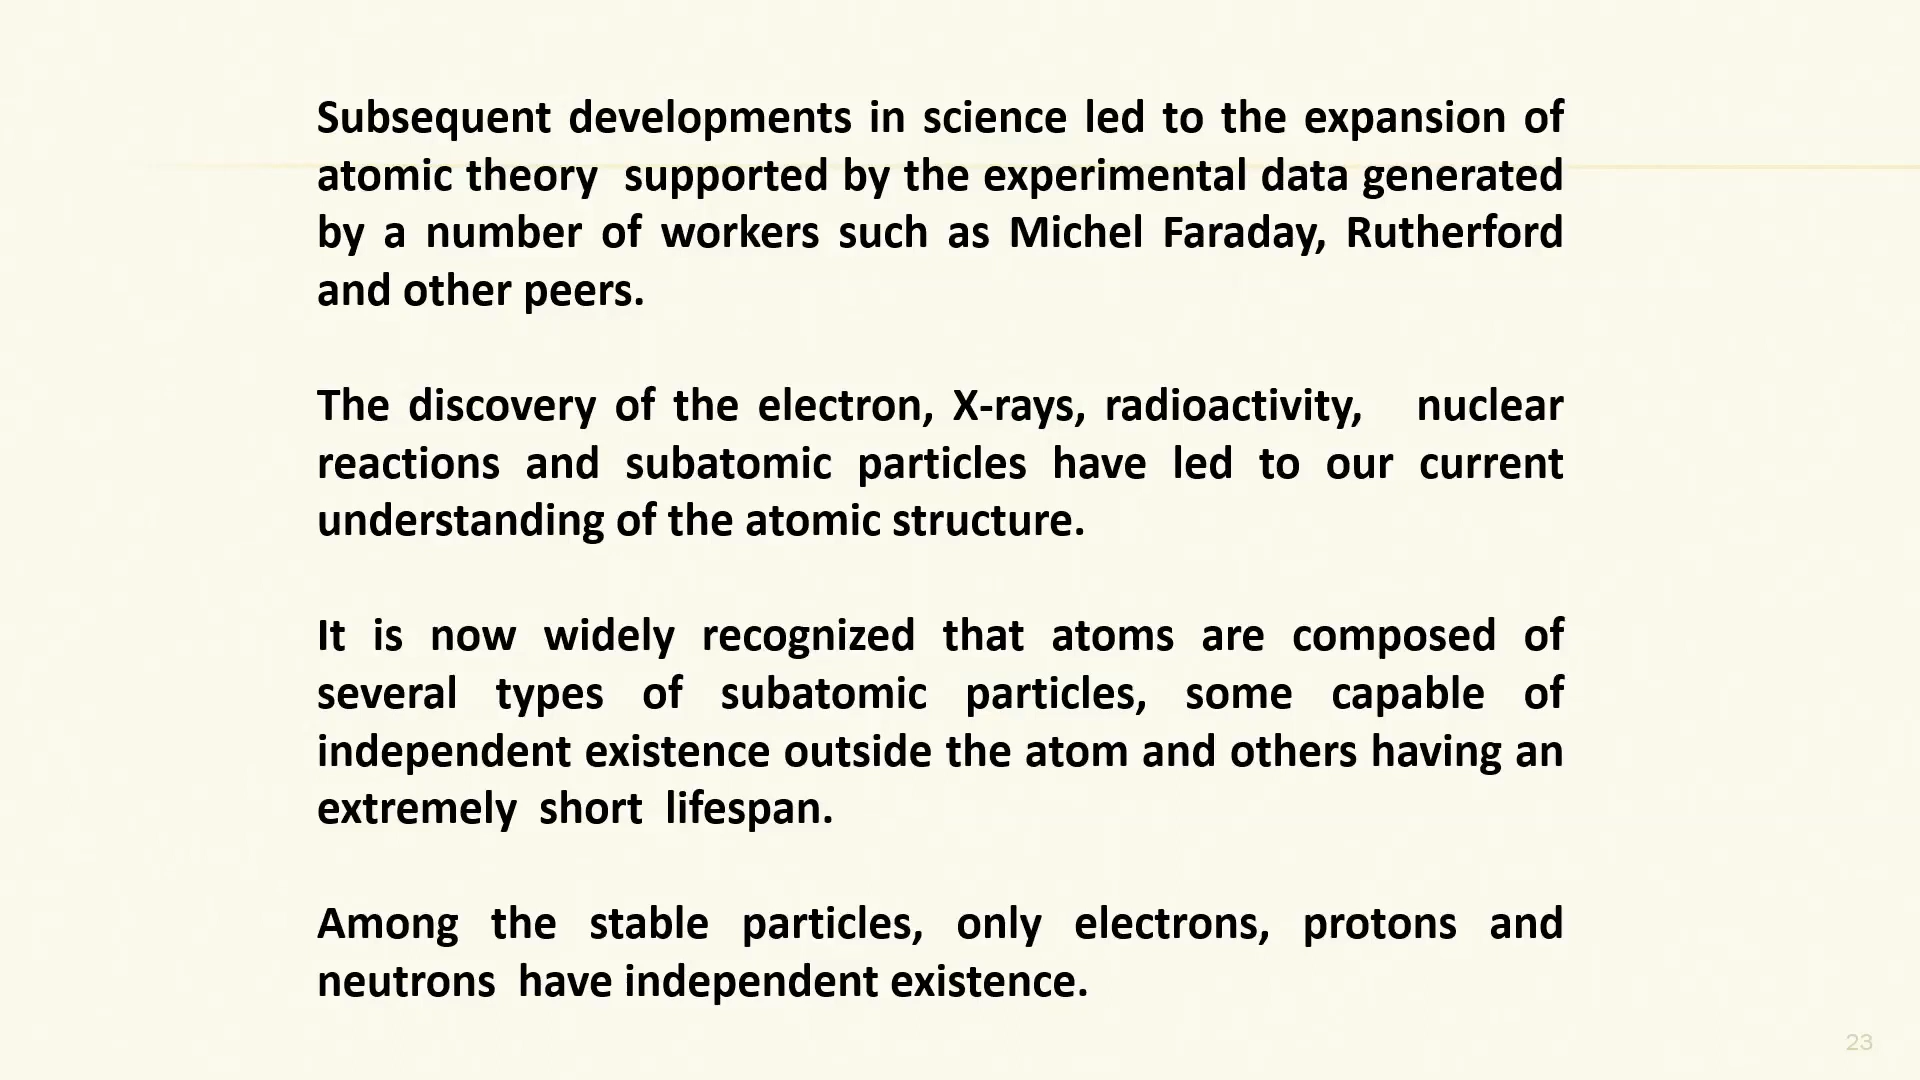 Subsequent developments in science led to the expansion of
atomic theory supported by the experimental data generated
by a number of workers such as Michel Faraday, Rutherford
and other peers.
The discovery of the electron, X-rays, radioactivity, nuclear
reactions and subatomic particles have led to our current
understanding of the atomic structure.
It is now widely recognized that atoms are composed of
several types of subatomic particles, some capable of
independent existence outside the atom and others having an
extremely short lifespan.
Among the stable particles, only electrons, protons and
neutrons have independent existence.
23